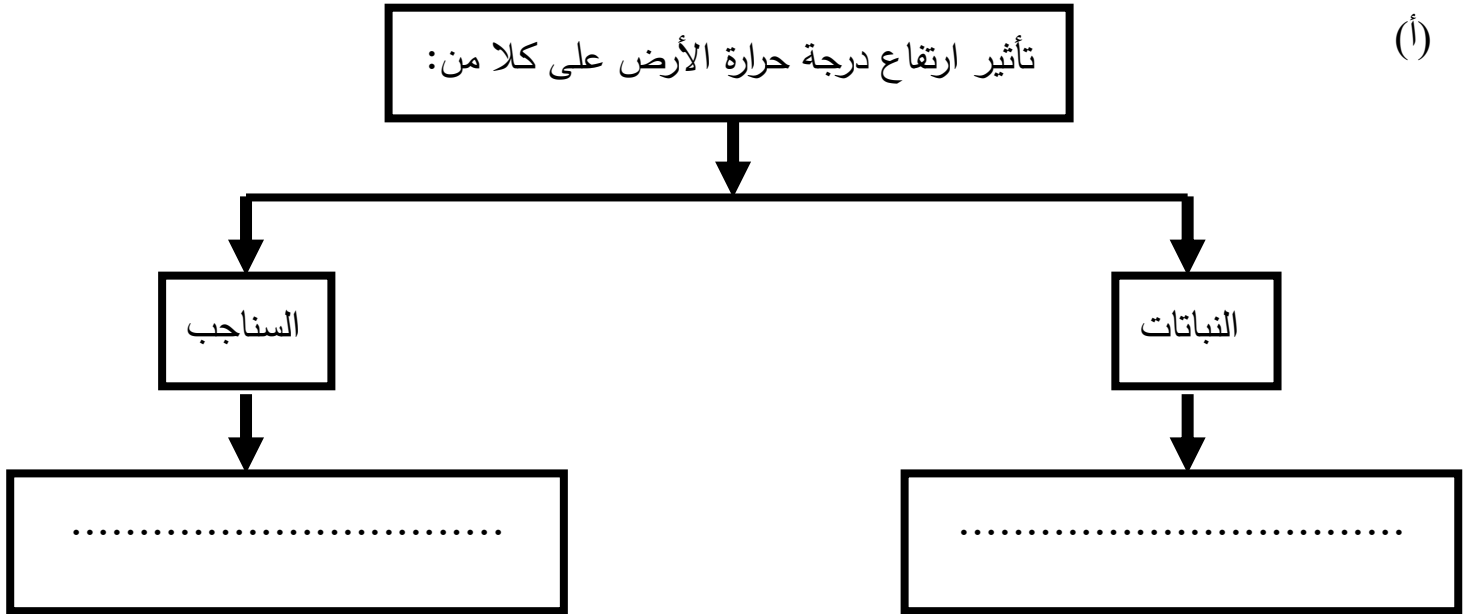 (أ)
تأثير ارتفاع درجة حرارة الأرض على كلا من:
النباتات
السناجب
.................................
................................